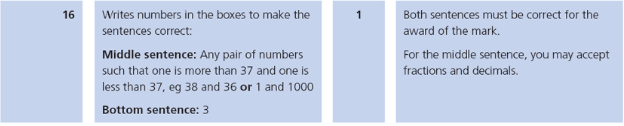 16
Writes numbers in the boxes to make the
sentences correct:
Middle sentence: Any pair of numbers
such that one is more than 37 and one is
less than 37, eg 38 and 36 or 1 and 1000
Bottom sentence: 3
1
Both sentences must be correct for the
award of the mark.
For the middle sentence, you may accept
fractions and decimals.